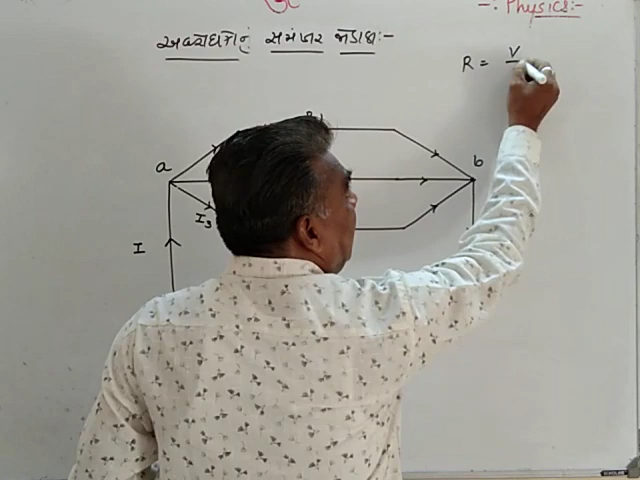 -: Physics:-
અવરોધોનું સમાંતર જોડાણ:-
R = V
a
b
I₃
I